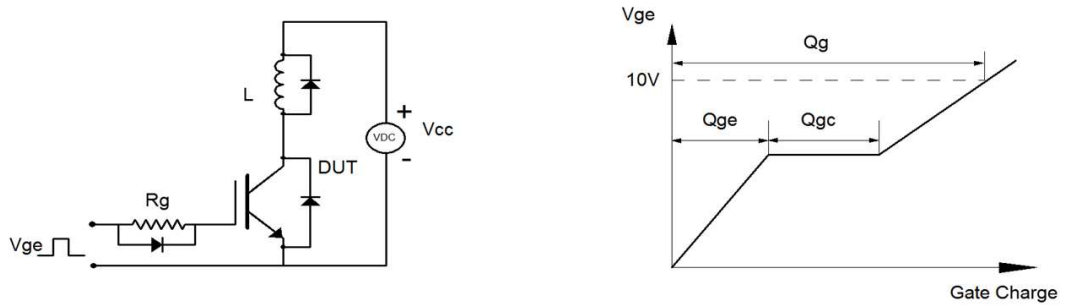 L
+
VDC
Vcc
-
DUT
Rg
Vge
Vge
Qg
10V
Qge
Qgc
Gate Charge